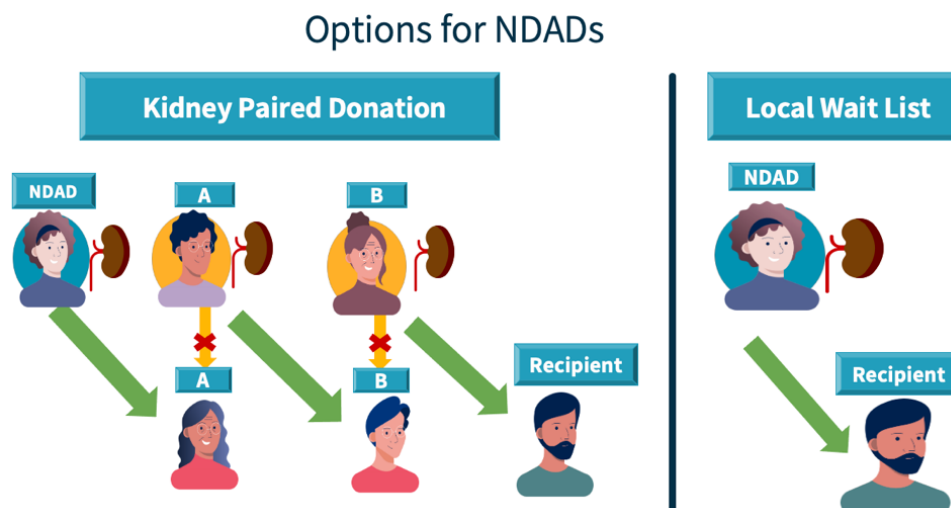 Options for NDADs
Kidney Paired Donation
NDAD
A
B
A
B
Recipient
Local Wait List
NDAD
Recipient